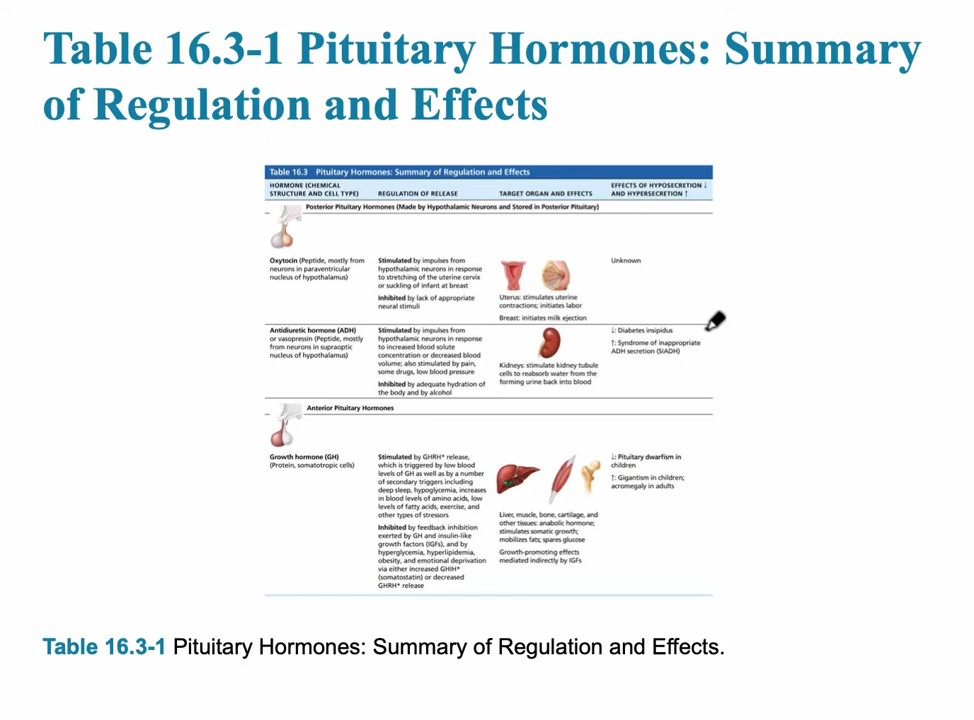 Table 16.3-1 Pituitary Hormones: Summary
of Regulation and Effects
Table 16.3 Pituitary Hormones: Summary of Regulation and Effects
HORMONE (CHEMICAL
STRUCTURE AND CELL TYPE)
REGULATION OF RELEASE
TARGET ORGAN AND EFFECTS
EFFECTS OF HYPOSECRETION ↓
AND HYPERSECRETION ↑
Posterior Pituitary Hormones (Made by Hypothalamic Neurons and Stored in Posterior Pituitary)
Oxytocin (Peptide, mostly from
neurons in paraventricular
nucleus of hypothalamus)
Stimulated by impulses from
hypothalamic neurons in response
to stretching of the uterine cervix
or suckling of infant at breast
Inhibited by lack of appropriate
neural stimuli
Uterus: stimulates uterine
contractions; initiates labor
Breast: initiates milk ejection
Unknown
Antidiuretic hormone (ADH)
or vasopressin (Peptide, mostly
from neurons in supraoptic
nucleus of hypothalamus)
Stimulated by impulses from
hypothalamic neurons in response
to increased blood solute
concentration or decreased blood
volume; also stimulated by pain,
some drugs, low blood pressure
Inhibited by adequate hydration of
the body and by alcohol
Kidneys: stimulate kidney tubule
cells to reabsorb water from the
forming urine back into blood
↓: Diabetes insipidus
↑: Syndrome of inappropriate
ADH secretion (SIADH)
Anterior Pituitary Hormones
Growth hormone (GH)
(Protein, somatotropic cells)
Stimulated by GHRH* release,
which is triggered by low blood
levels of GH as well as by a number
of secondary triggers including
deep sleep, hypoglycemia, increases
in blood levels of amino acids, low
levels of fatty acids, exercise, and
other types of stressors
Inhibited by feedback inhibition
exerted by GH and insulin-like
growth factors (IGFs), and by
hyperglycemia, hyperlipidemia,
obesity, and emotional deprivation
via either increased GHIH*
(somatostatin) or decreased
GHRH* release
Liver, muscle, bone, cartilage, and
other tissues: anabolic hormone;
stimulates somatic growth;
mobilizes fats; spares glucose
Growth-promoting effects
mediated indirectly by IGFs
↓: Pituitary dwarfism in
children
↑: Gigantism in children;
acromegaly in adults
Table 16.3-1 Pituitary Hormones: Summary of Regulation and Effects.